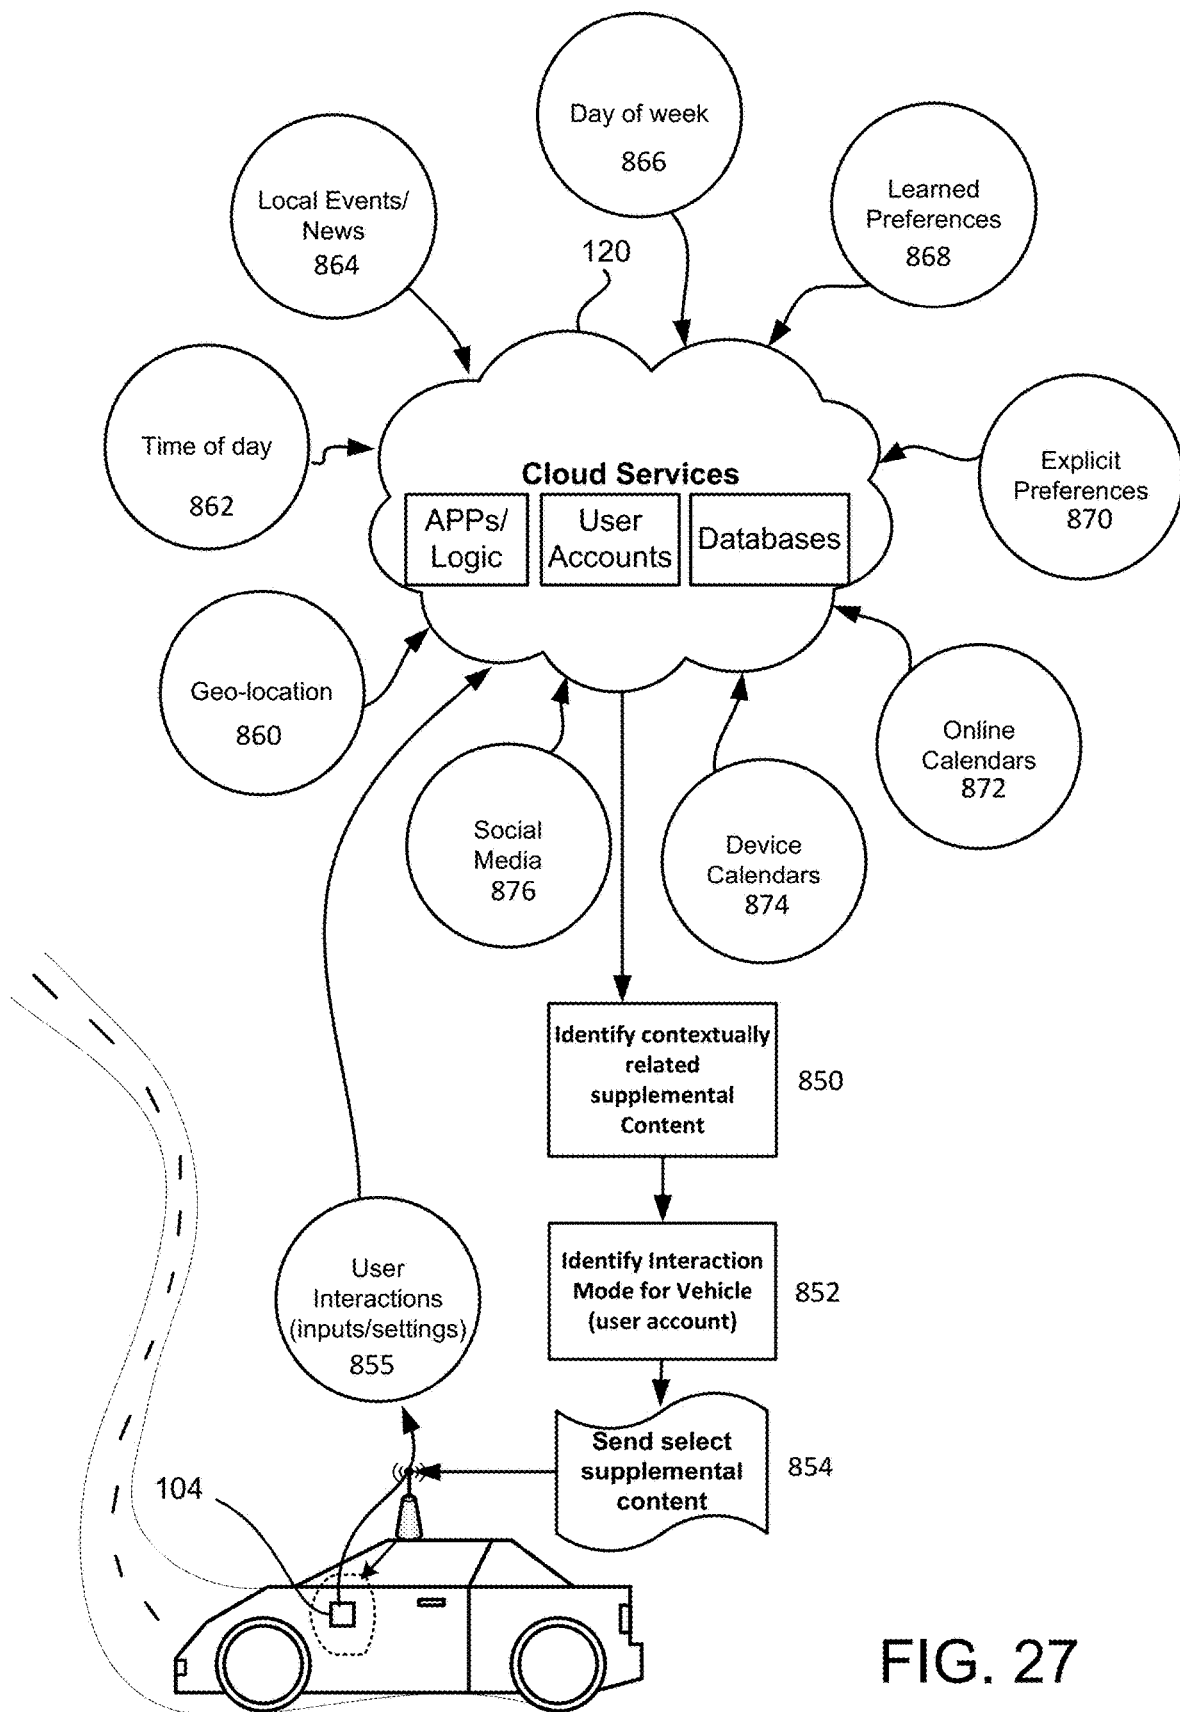 Day of week
866
Learned
Preferences
868
Local Events/
News
864
120
Time of day
862
Explicit
Preferences
870
Cloud Services
APPs/
Logic
User
Accounts
Databases
Geo-location
860
Online
Calendars
872
Social
Media
876
Device
Calendars
874
Identify contextually
related
supplemental
Content
850
User
Interactions
(inputs/settings)
855
Identify Interaction
Mode for Vehicle
(user account)
852
Send select
supplemental
content
854
104
FIG. 27